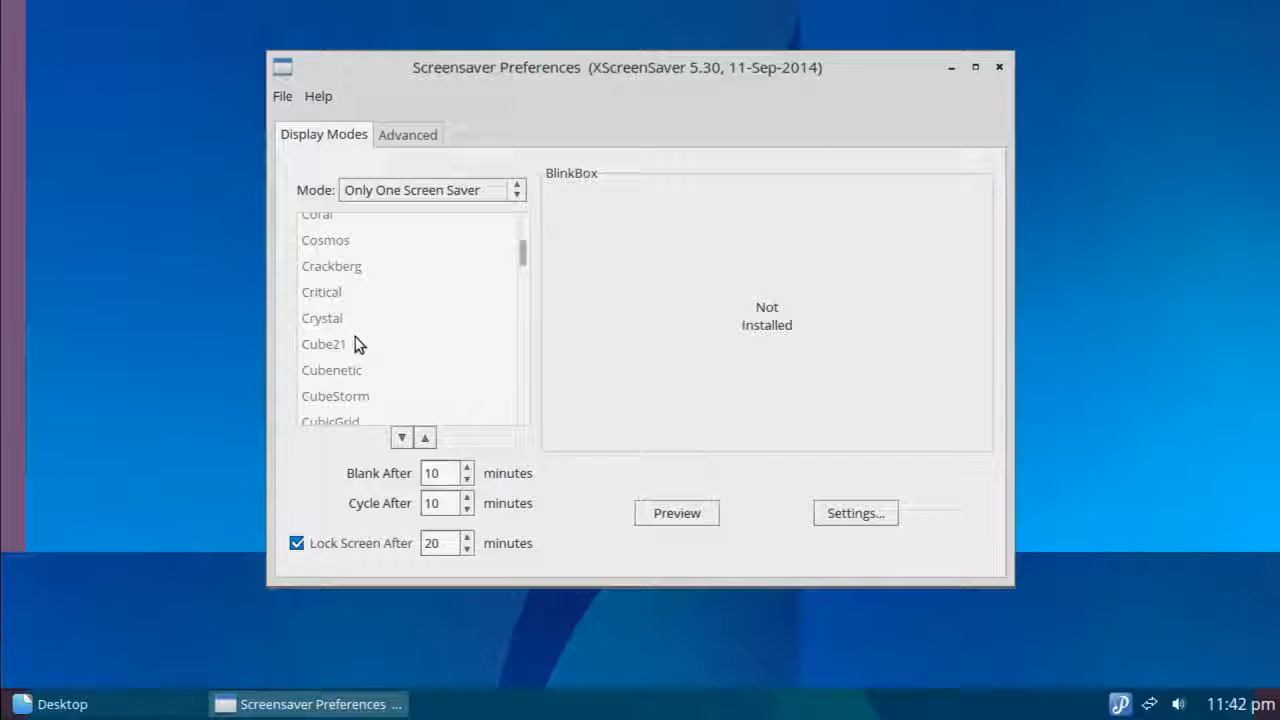 Screensaver Preferences (XScreenSaver 5.30, 11-Sep-2014)
File Help
Display Modes Advanced
Mode: Only One Screen Saver
BlinkBox
Coral
Cosmos
Crackberg
Critical
Crystal
Cube21
Cubenetic
CubeStorm
CubicGrid
Not
Installed
Blank After 10 minutes
Cycle After 10 minutes
Lock Screen After 20 minutes
Preview Settings...
Desktop Screensaver Preferences ... 11:42 pm